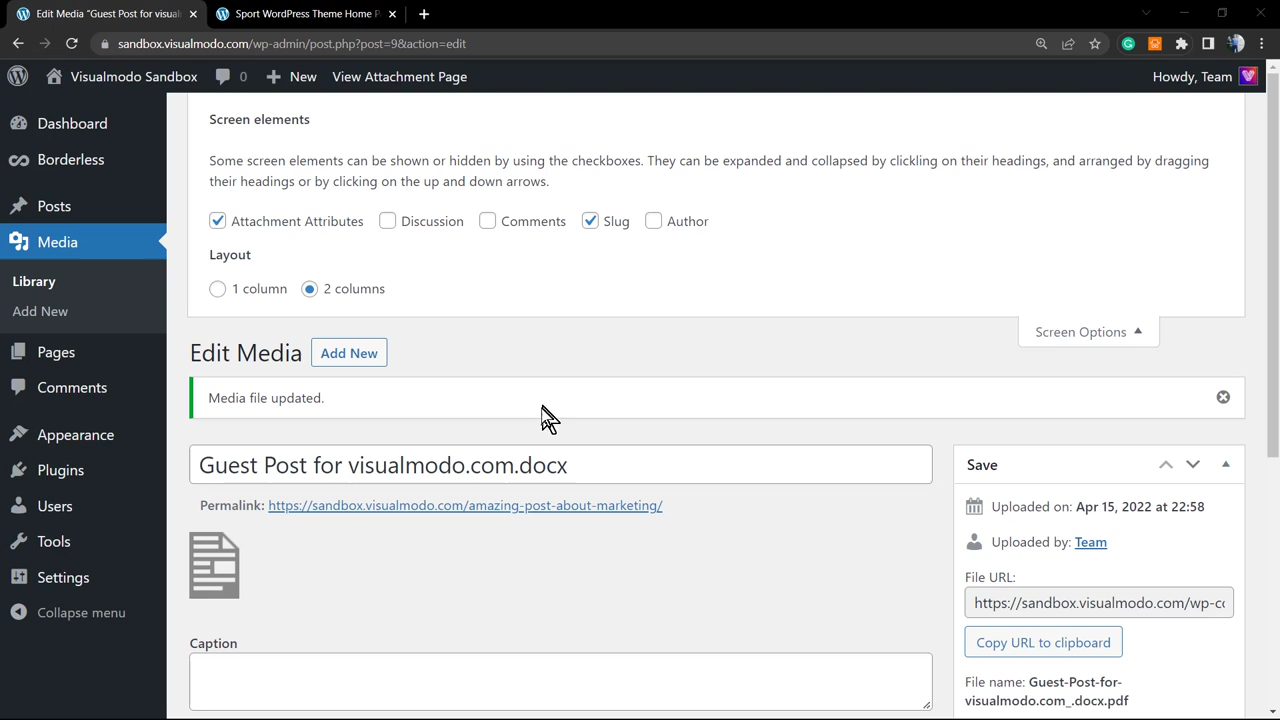 Edit Media "Guest Post for visual
Sport WordPress Theme Home P
sandbox.visualmodo.com/wp-admin/post.php?post=9&action=edit
Visualmodo Sandbox
0
New
View Attachment Page
Howdy, Team
Dashboard
Borderless
Posts
Media
Library
Add New
Pages
Comments
Appearance
Plugins
Users
Tools
Settings
Collapse menu
Screen elements
Some screen elements can be shown or hidden by using the checkboxes. They can be expanded and collapsed by clickling on their headings, and arranged by dragging
their headings or by clicking on the up and down arrows.
Attachment Attributes
Discussion
Comments
Slug
Author
Layout
1 column
2 columns
Screen Options
Edit Media
Add New
Media file updated.
Guest Post for visualmodo.com.docx
Permalink: https://sandbox.visualmodo.com/amazing-post-about-marketing/
Caption
Save
Uploaded on: Apr 15, 2022 at 22:58
Uploaded by: Team
File URL:
https://sandbox.visualmodo.com/wp-co
Copy URL to clipboard
File name: Guest-Post-for-
visualmodo.com_.docx.pdf